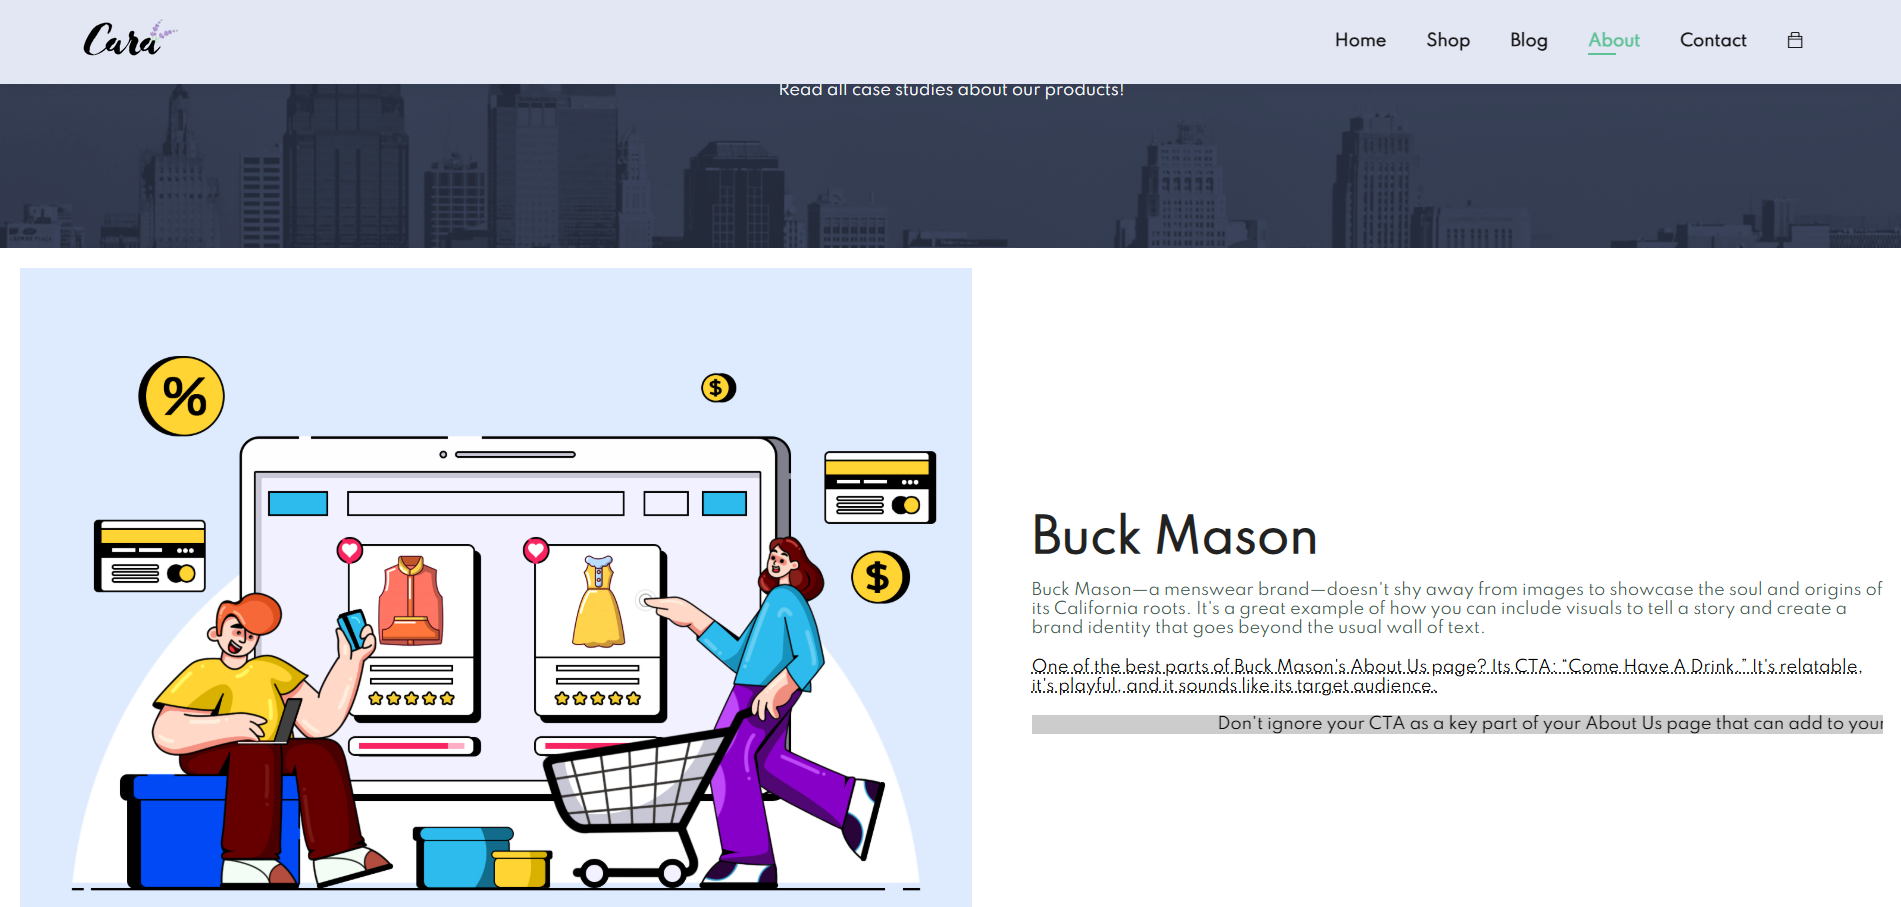 Cara
Home Shop Blog About Contact
Read all case studies about our products!
%
$
$
Buck Mason
Buck Mason—a menswear brand—doesn't shy away from images to showcase the soul and origins of
its California roots. It's a great example of how you can include visuals to tell a story and create a
brand identity that goes beyond the usual wall of text.
One of the best parts of Buck Mason's About Us page? Its CTA: “Come Have A Drink.” It's relatable,
it's playful, and it sounds like its target audience.
Don't ignore your CTA as a key part of your About Us page that can add to your